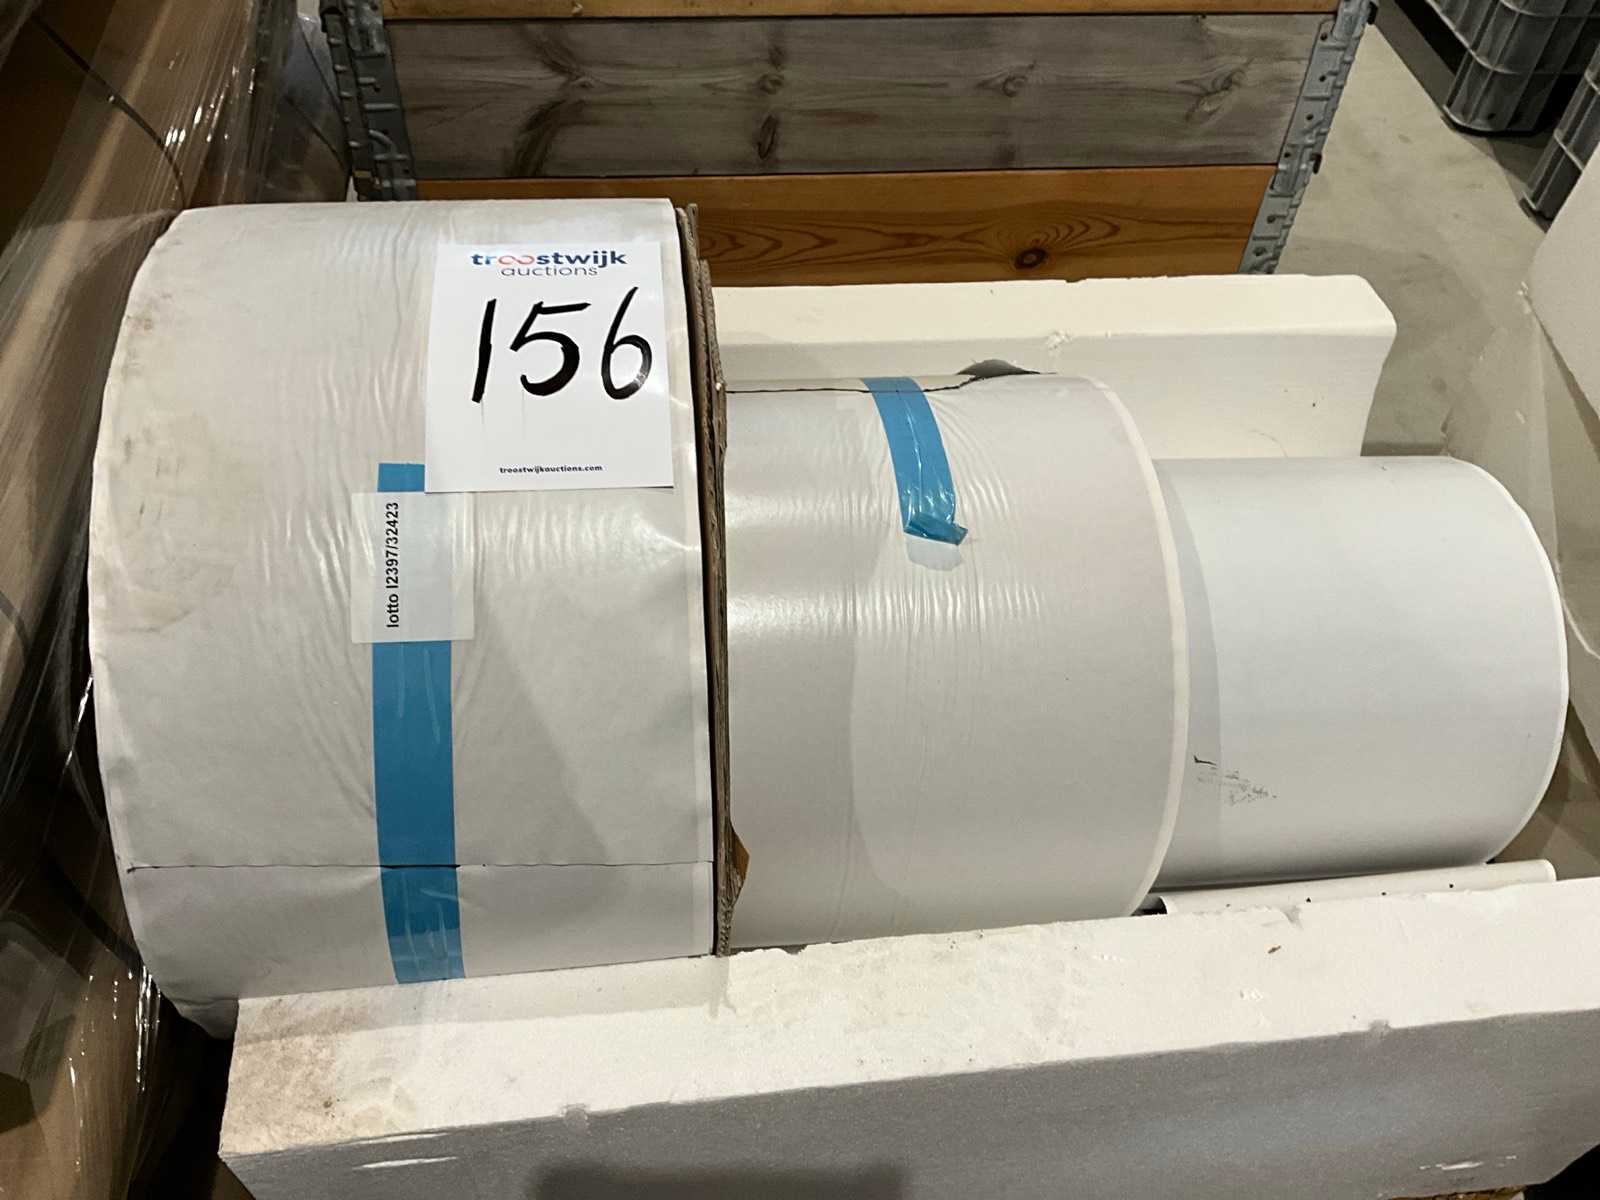 troostwijk
auctions
156
troostwijkauctions.com
lotto I2397/32423